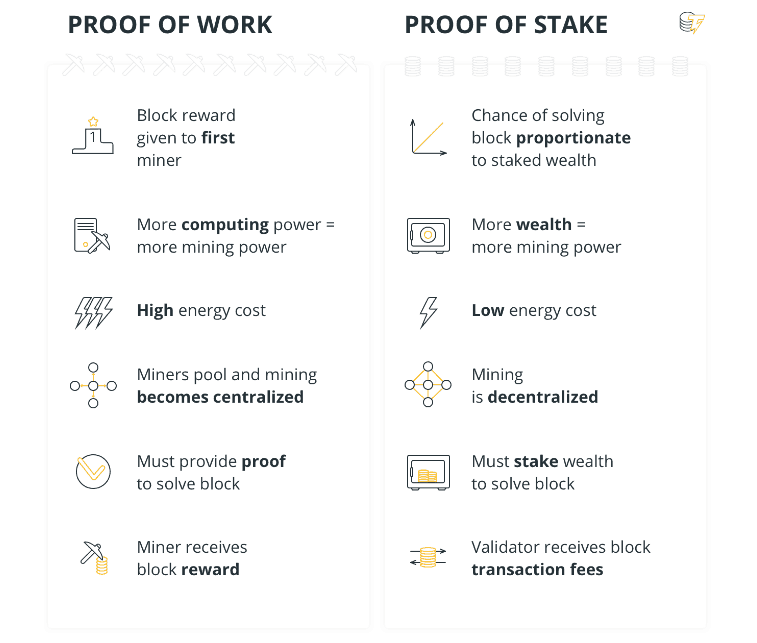 PROOF OF WORK
Block reward
given to first
miner
More computing power =
more mining power
High energy cost
Miners pool and mining
becomes centralized
Must provide proof
to solve block
Miner receives
block reward
PROOF OF STAKE
Chance of solving
block proportionate
to staked wealth
More wealth =
more mining power
Low energy cost
Mining
is decentralized
Must stake wealth
to solve block
Validator receives block
transaction fees
1